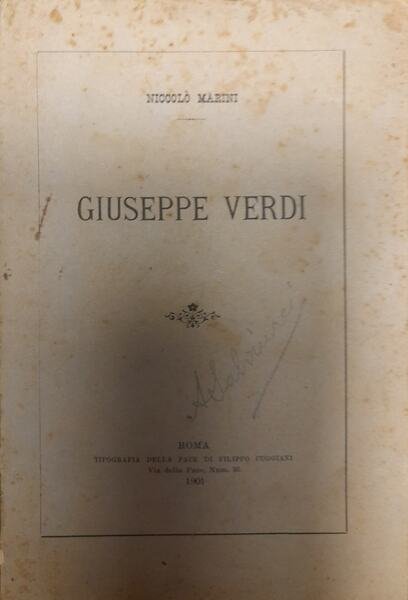 NICCOLÒ MARINI
GIUSEPPE VERDI
ROMA
TIPOGRAFIA DELLA PACE DI FILIPPO CUGGIANI
Via della Pace, Num. 35.
1901